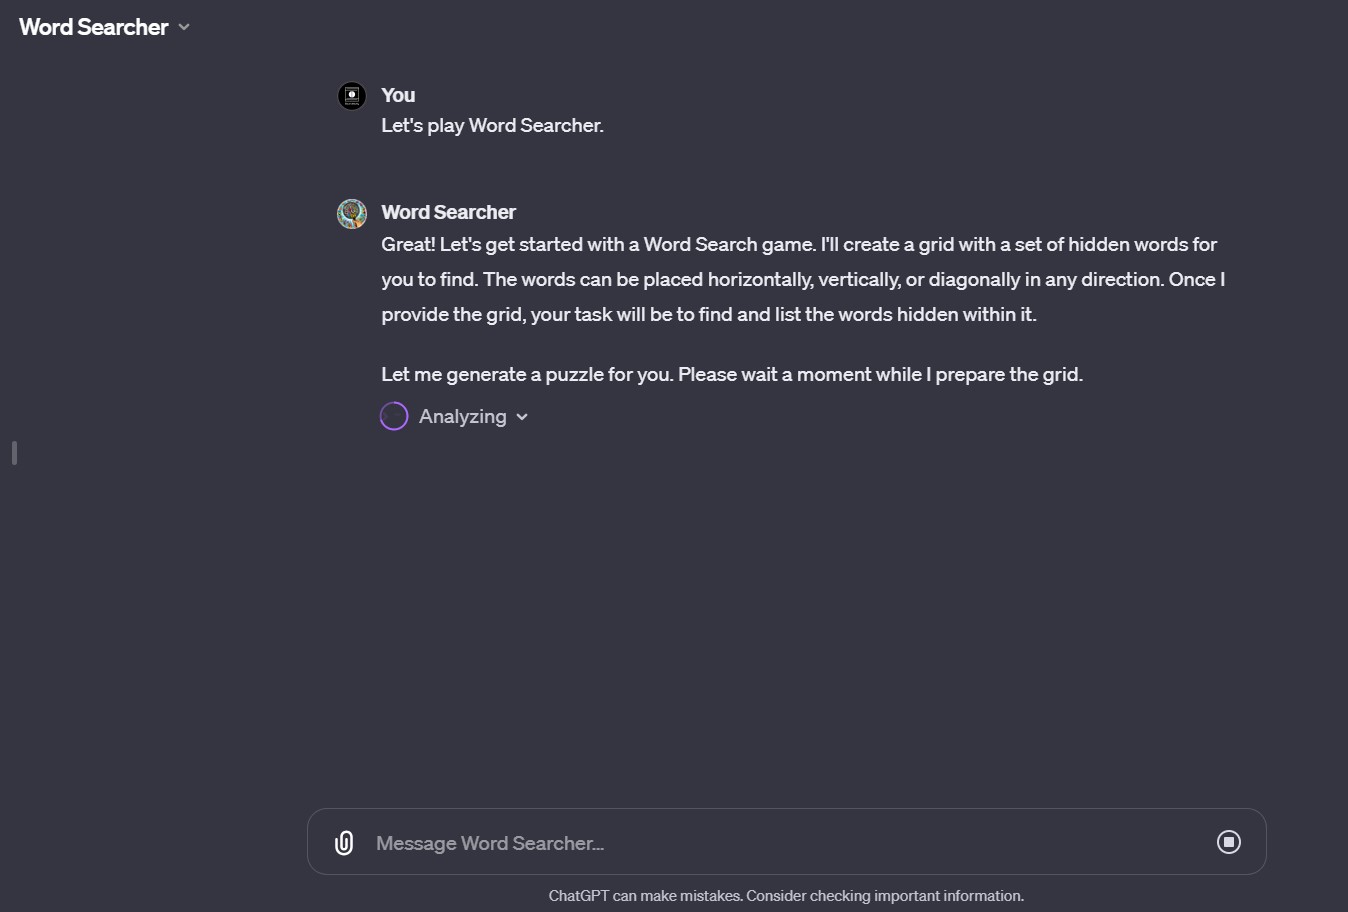 Word Searcher
You
Let's play Word Searcher.
Word Searcher
Great! Let's get started with a Word Search game. I'll create a grid with a set of hidden words for
you to find. The words can be placed horizontally, vertically, or diagonally in any direction. Once I
provide the grid, your task will be to find and list the words hidden within it.
Let me generate a puzzle for you. Please wait a moment while I prepare the grid.
Analyzing
Message Word Searcher...
ChatGPT can make mistakes. Consider checking important information.